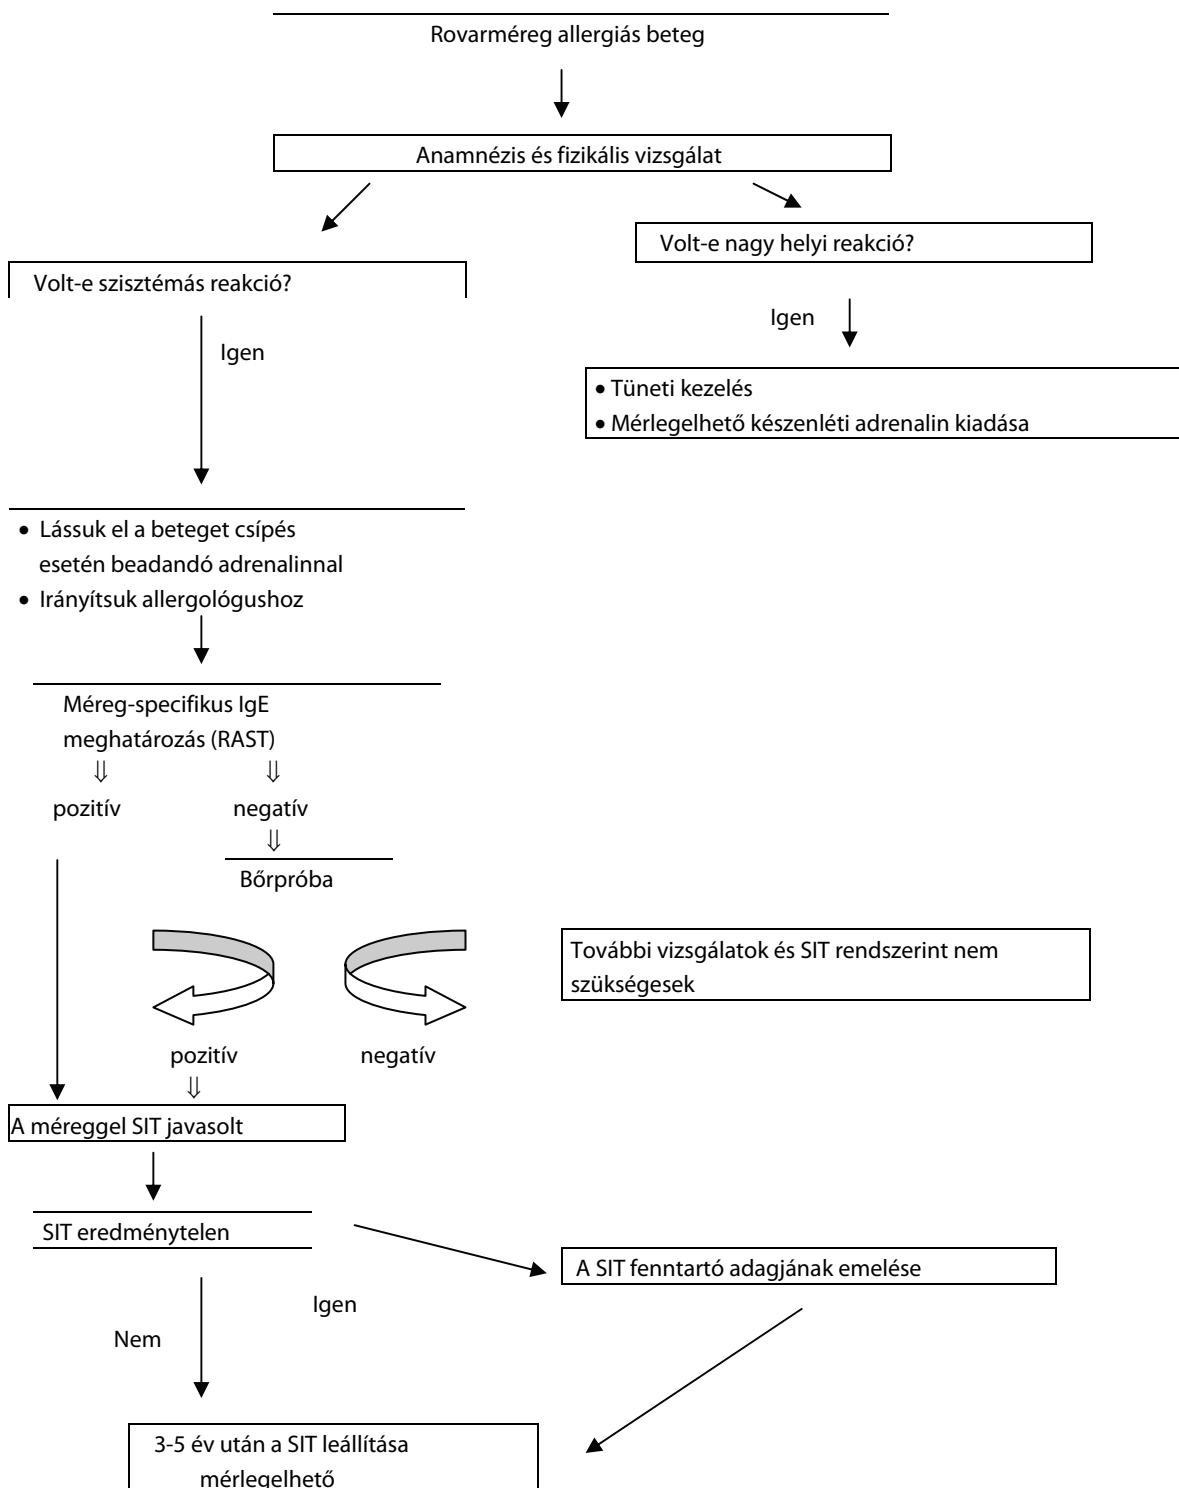 Rovarméreg allergiás beteg
Anamnézis és fizikális vizsgálat
Volt-e nagy helyi reakció?
Volt-e szisztémás reakció?
Igen
Igen
• Tüneti kezelés
• Mérlegelhető készenléti adrenalin kiadása
• Lássuk el a beteget csípés
esetén beadandó adrenalinnal
• Irányítsuk allergológushoz
Méreg-specifikus IgE
meghatározás (RAST)
⇓ ⇓
pozitív negatív
⇓
Bőrpróba
További vizsgálatok és SIT rendszerint nem
szükségesek
pozitív negatív
⇓
A méreggel SIT javasolt
SIT eredménytelen
A SIT fenntartó adagjának emelése
Igen
Nem
3-5 év után a SIT leállítása
mérlegelhető